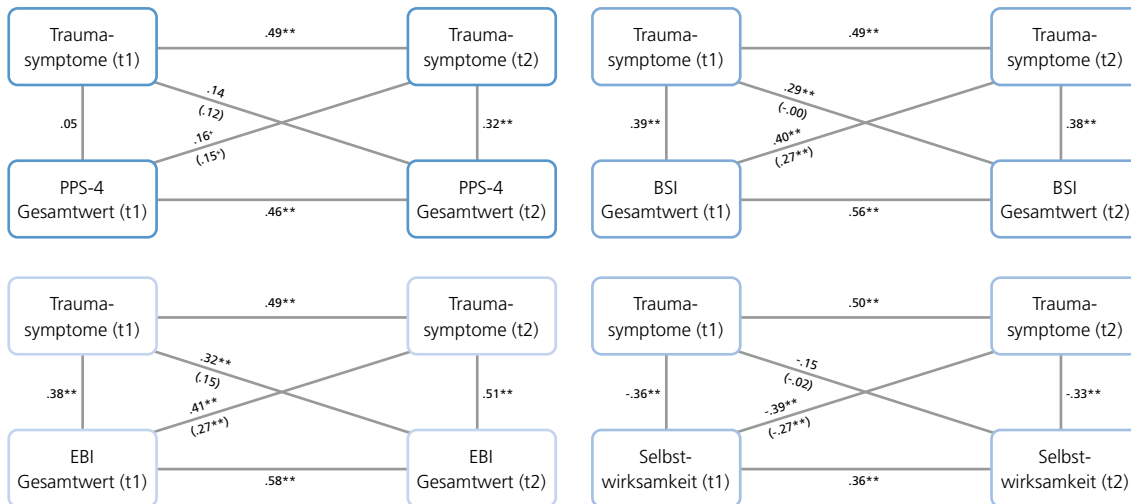 Trauma-
symptome (t1)
.49**
Trauma-
symptome (t2)
.14
(.12)
.05
.16⁺
(.15⁺)
.32**
PPS-4
Gesamtwert (t1)
.46**
PPS-4
Gesamtwert (t2)
Trauma-
symptome (t1)
.49**
Trauma-
symptome (t2)
.29**
(-.00)
.39**
.40**
(.27**)
.38**
BSI
Gesamtwert (t1)
.56**
BSI
Gesamtwert (t2)
Trauma-
symptome (t1)
.49**
Trauma-
symptome (t2)
.32**
(.15)
.38**
.41**
(.27**)
.51**
EBI
Gesamtwert (t1)
.58**
EBI
Gesamtwert (t2)
Trauma-
symptome (t1)
.50**
Trauma-
symptome (t2)
-.15
(-.02)
-.36**
-.39**
(-.27**)
-.33**
Selbst-
wirksamkeit (t1)
.36**
Selbst-
wirksamkeit (t2)